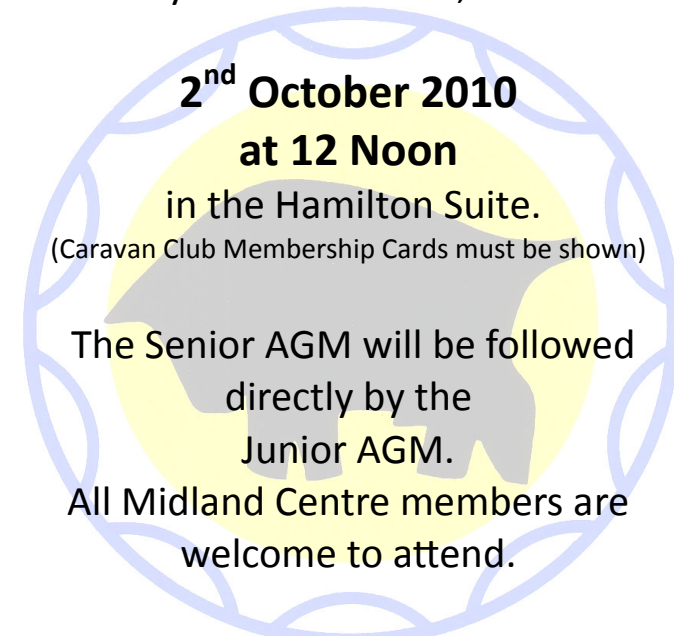 2nd October 2010
at 12 Noon
in the Hamilton Suite.
(Caravan Club Membership Cards must be shown)
The Senior AGM will be followed
directly by the
Junior AGM.
All Midland Centre members are
welcome to attend.